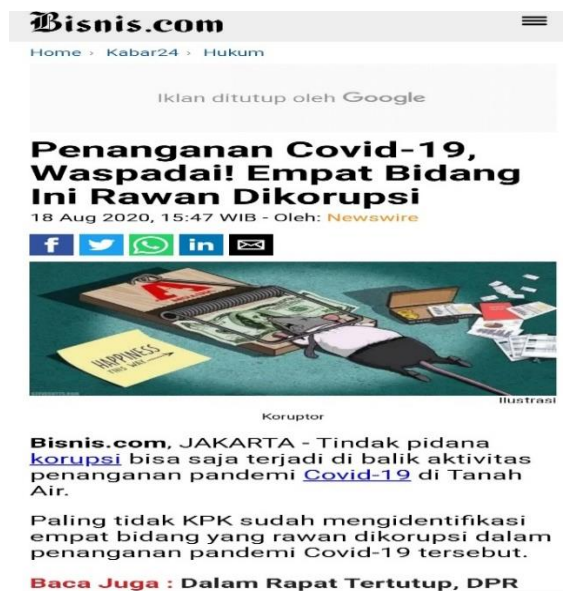 Bisnis.com
Home › Kabar24 › Hukum
Iklan ditutup oleh Google
Penanganan Covid-19,
Waspadai! Empat Bidang
Ini Rawan Dikorupsi
18 Aug 2020, 15:47 WIB - Oleh: Newswire
HAPPINESS
THIS WAY
A
Ilustrasi
Koruptor
Bisnis.com, JAKARTA - Tindak pidana
korupsi bisa saja terjadi di balik aktivitas
penanganan pandemi Covid-19 di Tanah
Air.
Paling tidak KPK sudah mengidentifikasi
empat bidang yang rawan dikorupsi dalam
penanganan pandemi Covid-19 tersebut.
Baca Juga : Dalam Rapat Tertutup, DPR